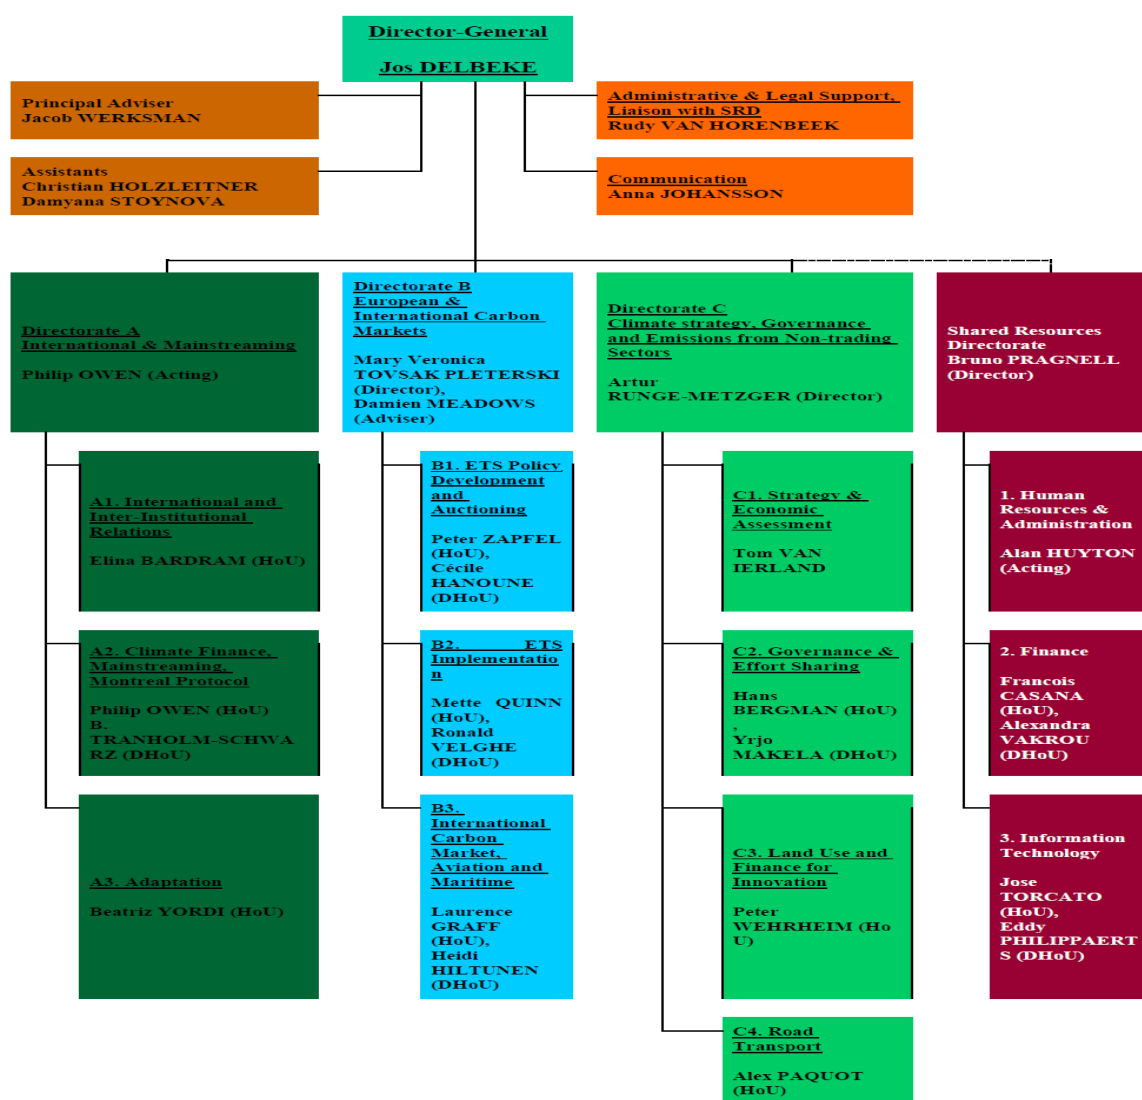 Director-General
Jos DELBEKE
Principal Adviser
Jacob WERKSMAN
Administrative & Legal Support,
Liaison with SRD
Rudy VAN HORENBEEK
Assistants
Christian HOLZLEITNER
Damyana STOYNOVA
Communication
Anna JOHANSSON
Directorate A
International & Mainstreaming
Philip OWEN (Acting)
Directorate B
European &
International Carbon
Markets
Mary Veronica
TOVSAK PLETERSKI
(Director),
Damien MEADOWS
(Adviser)
Directorate C
Climate strategy, Governance
and Emissions from Non-trading
Sectors
Artur
RUNGE-METZGER (Director)
Shared Resources
Directorate
Bruno PRAGNELL
(Director)
A1. International and
Inter-Institutional
Relations
Elina BARDRAM (HoU)
B1. ETS Policy
Development
and
Auctioning
Peter ZAPFEL
(HoU),
Cécile
HANOUNE (DHoU)
C1. Strategy &
Economic
Assessment
Tom VAN
IERLAND
1. Human
Resources &
Administration
Alan HUYTON
(Acting)
A2. Climate Finance,
Mainstreaming,
Montreal Protocol
Philip OWEN (HoU)
B.
TRANHOLM-SCHWA
RZ (DHoU)
B2. ETS
Implementatio
n
Mette QUINN
(HoU),
Ronald
VELGHE
(DHoU)
C2. Governance &
Effort Sharing
Hans
BERGMAN (HoU)
,
Yrjo
MAKELA (DHoU)
2. Finance
Francois
CASANA
(HoU),
Alexandra
VAKROU
(DHoU)
A3. Adaptation
Beatriz YORDI (HoU)
B3.
International
Carbon
Market,
Aviation and
Maritime
Laurence
GRAFF
(HoU),
Heidi
HILTUNEN
(DHoU)
C3. Land Use and
Finance for
Innovation
Peter
WEHRHEIM (Ho
U)
3. Information
Technology
Jose
TORCATO
(HoU),
Eddy
PHILIPPAERT
S (DHoU)
C4. Road
Transport
Alex PAQUOT
(HoU)